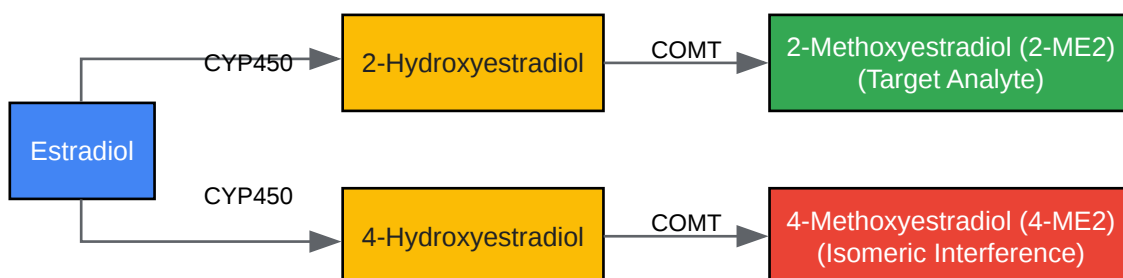 Estradiol
CYP450
2-Hydroxyestradiol
COMT
2-Methoxyestradiol (2-ME2)
(Target Analyte)
CYP450
4-Hydroxyestradiol
COMT
4-Methoxyestradiol (4-ME2)
(Isomeric Interference)